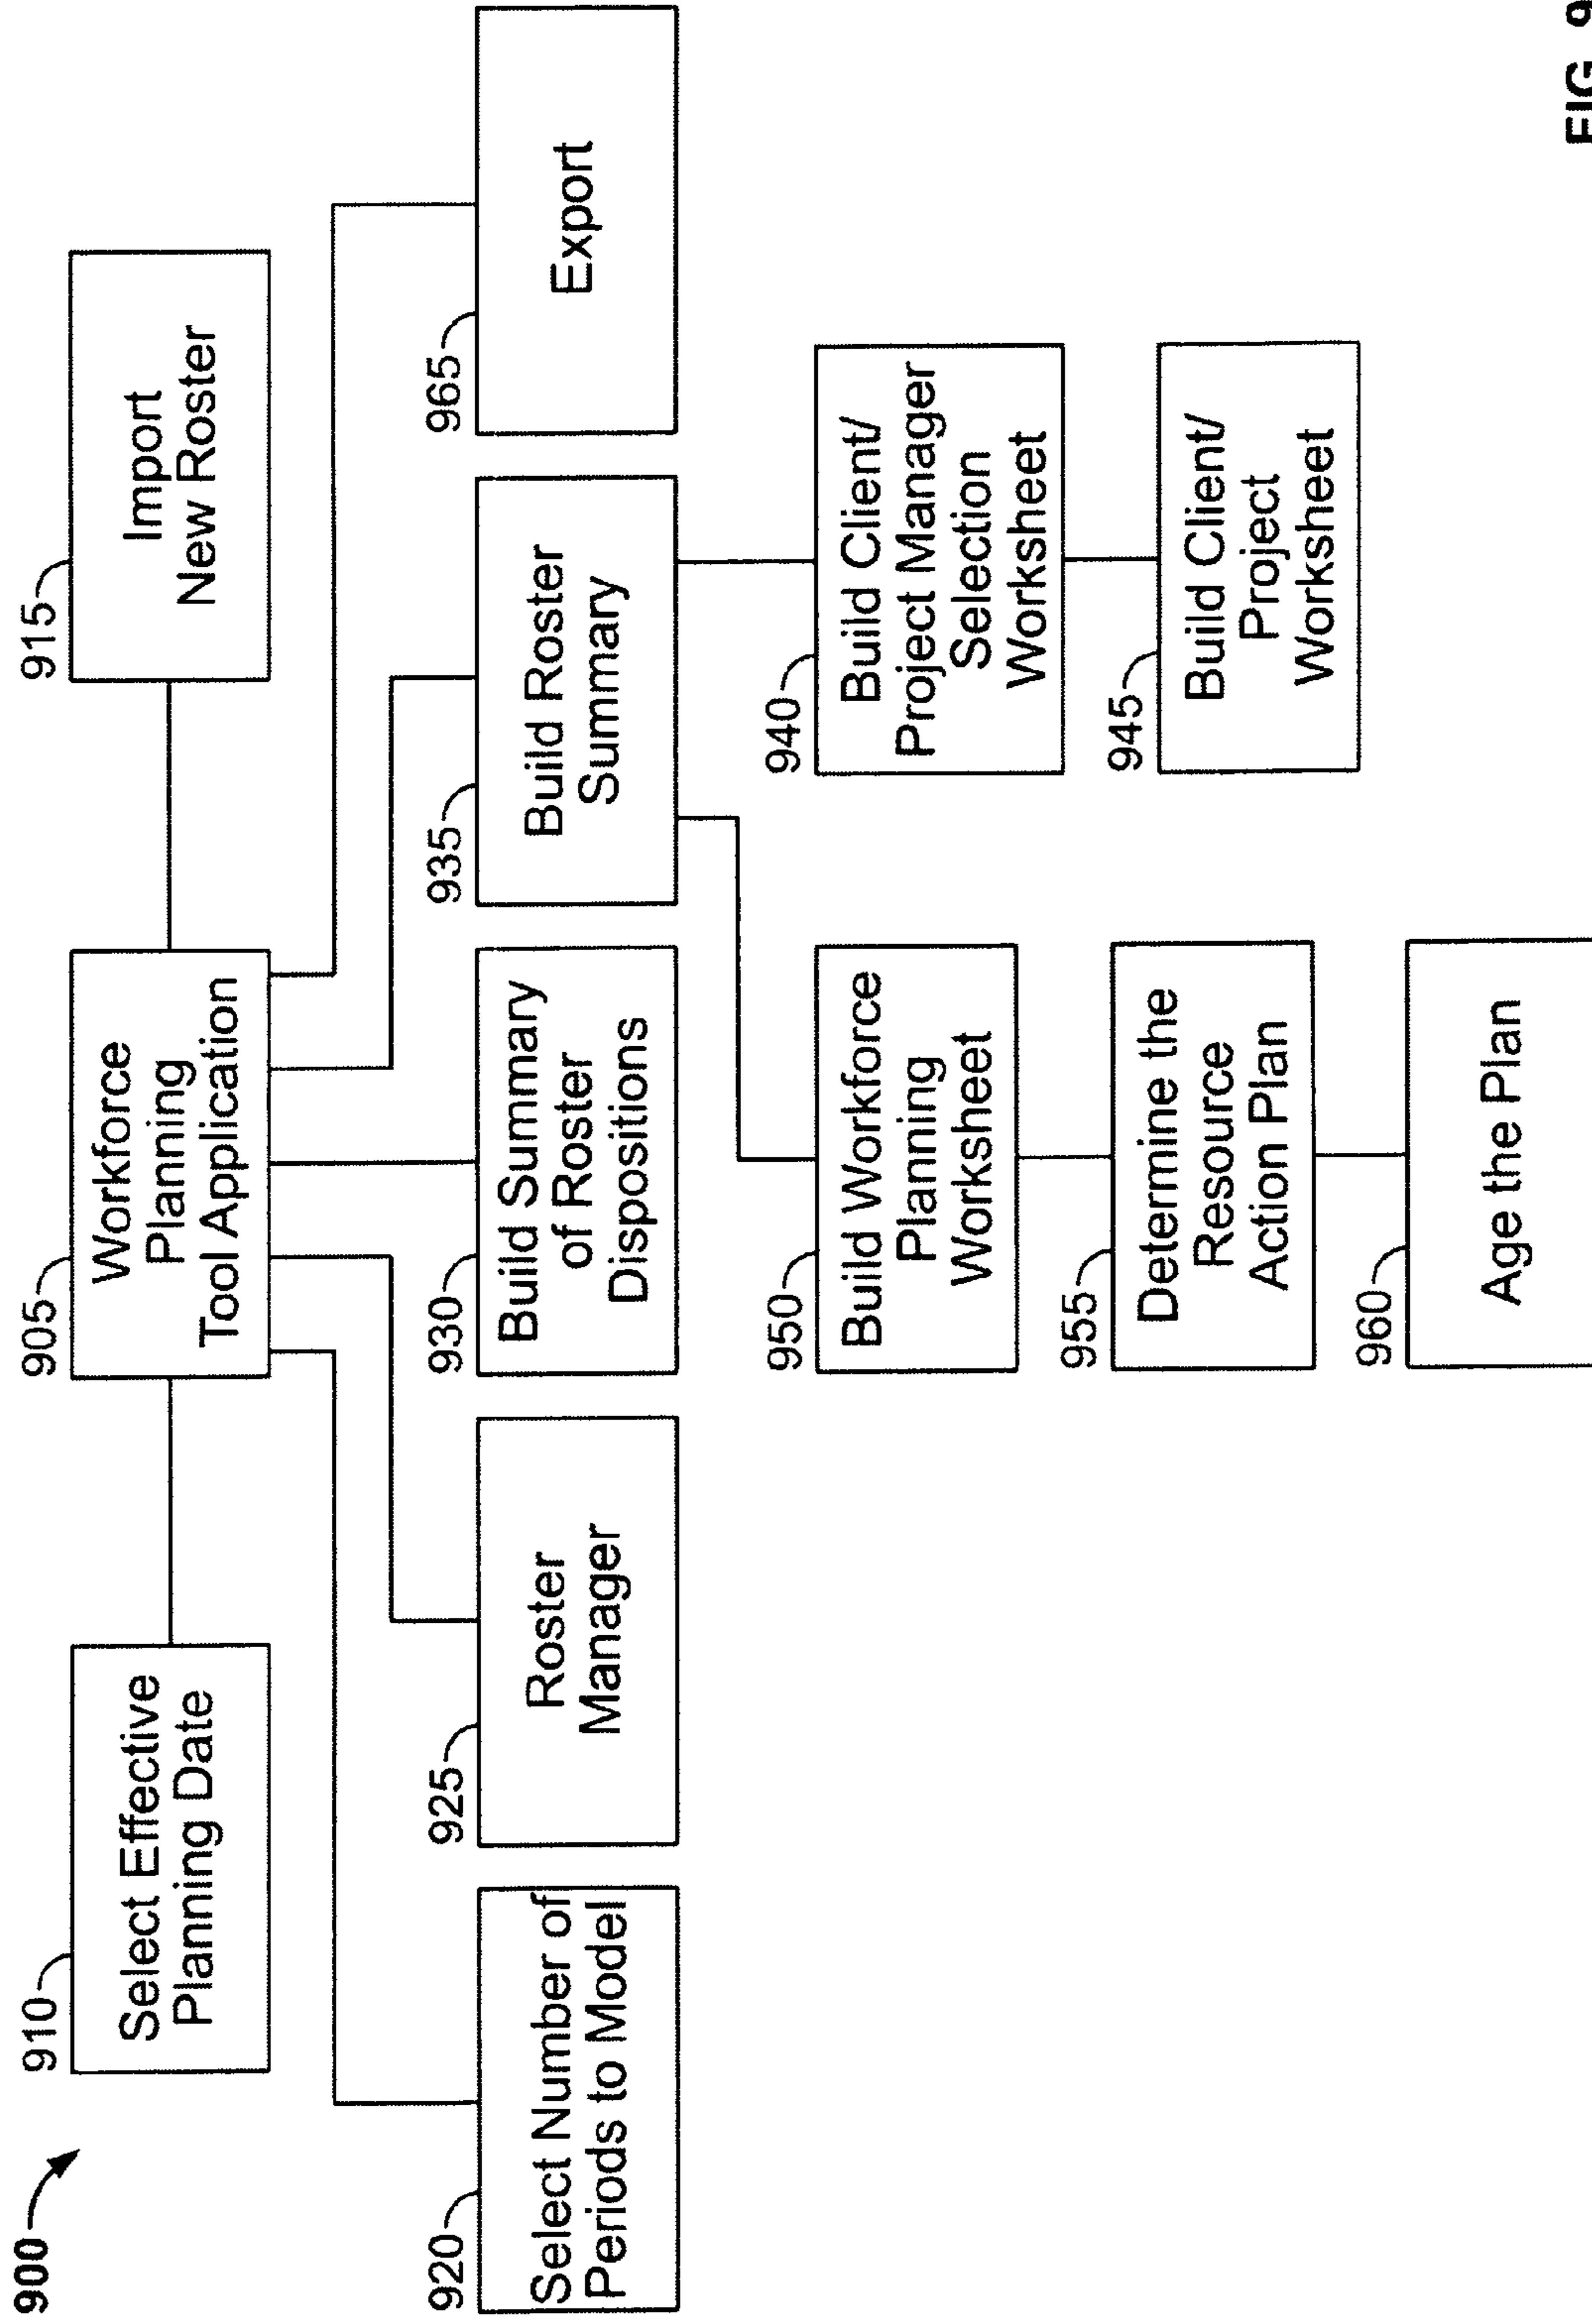 900
910
Select Effective
Planning Date
905
Workforce
Planning
Tool Application
915
Import
New Roster
920
Select Number of
Periods to Model
925
Roster
Manager
930
Build Summary
of Roster
Dispositions
935
Build Roster
Summary
965
Export
950
Build Workforce
Planning
Worksheet
940
Build Client/
Project Manager
Selection
Worksheet
955
Determine the
Resource
Action Plan
945
Build Client/
Project
Worksheet
960
Age the Plan
FIG. 9